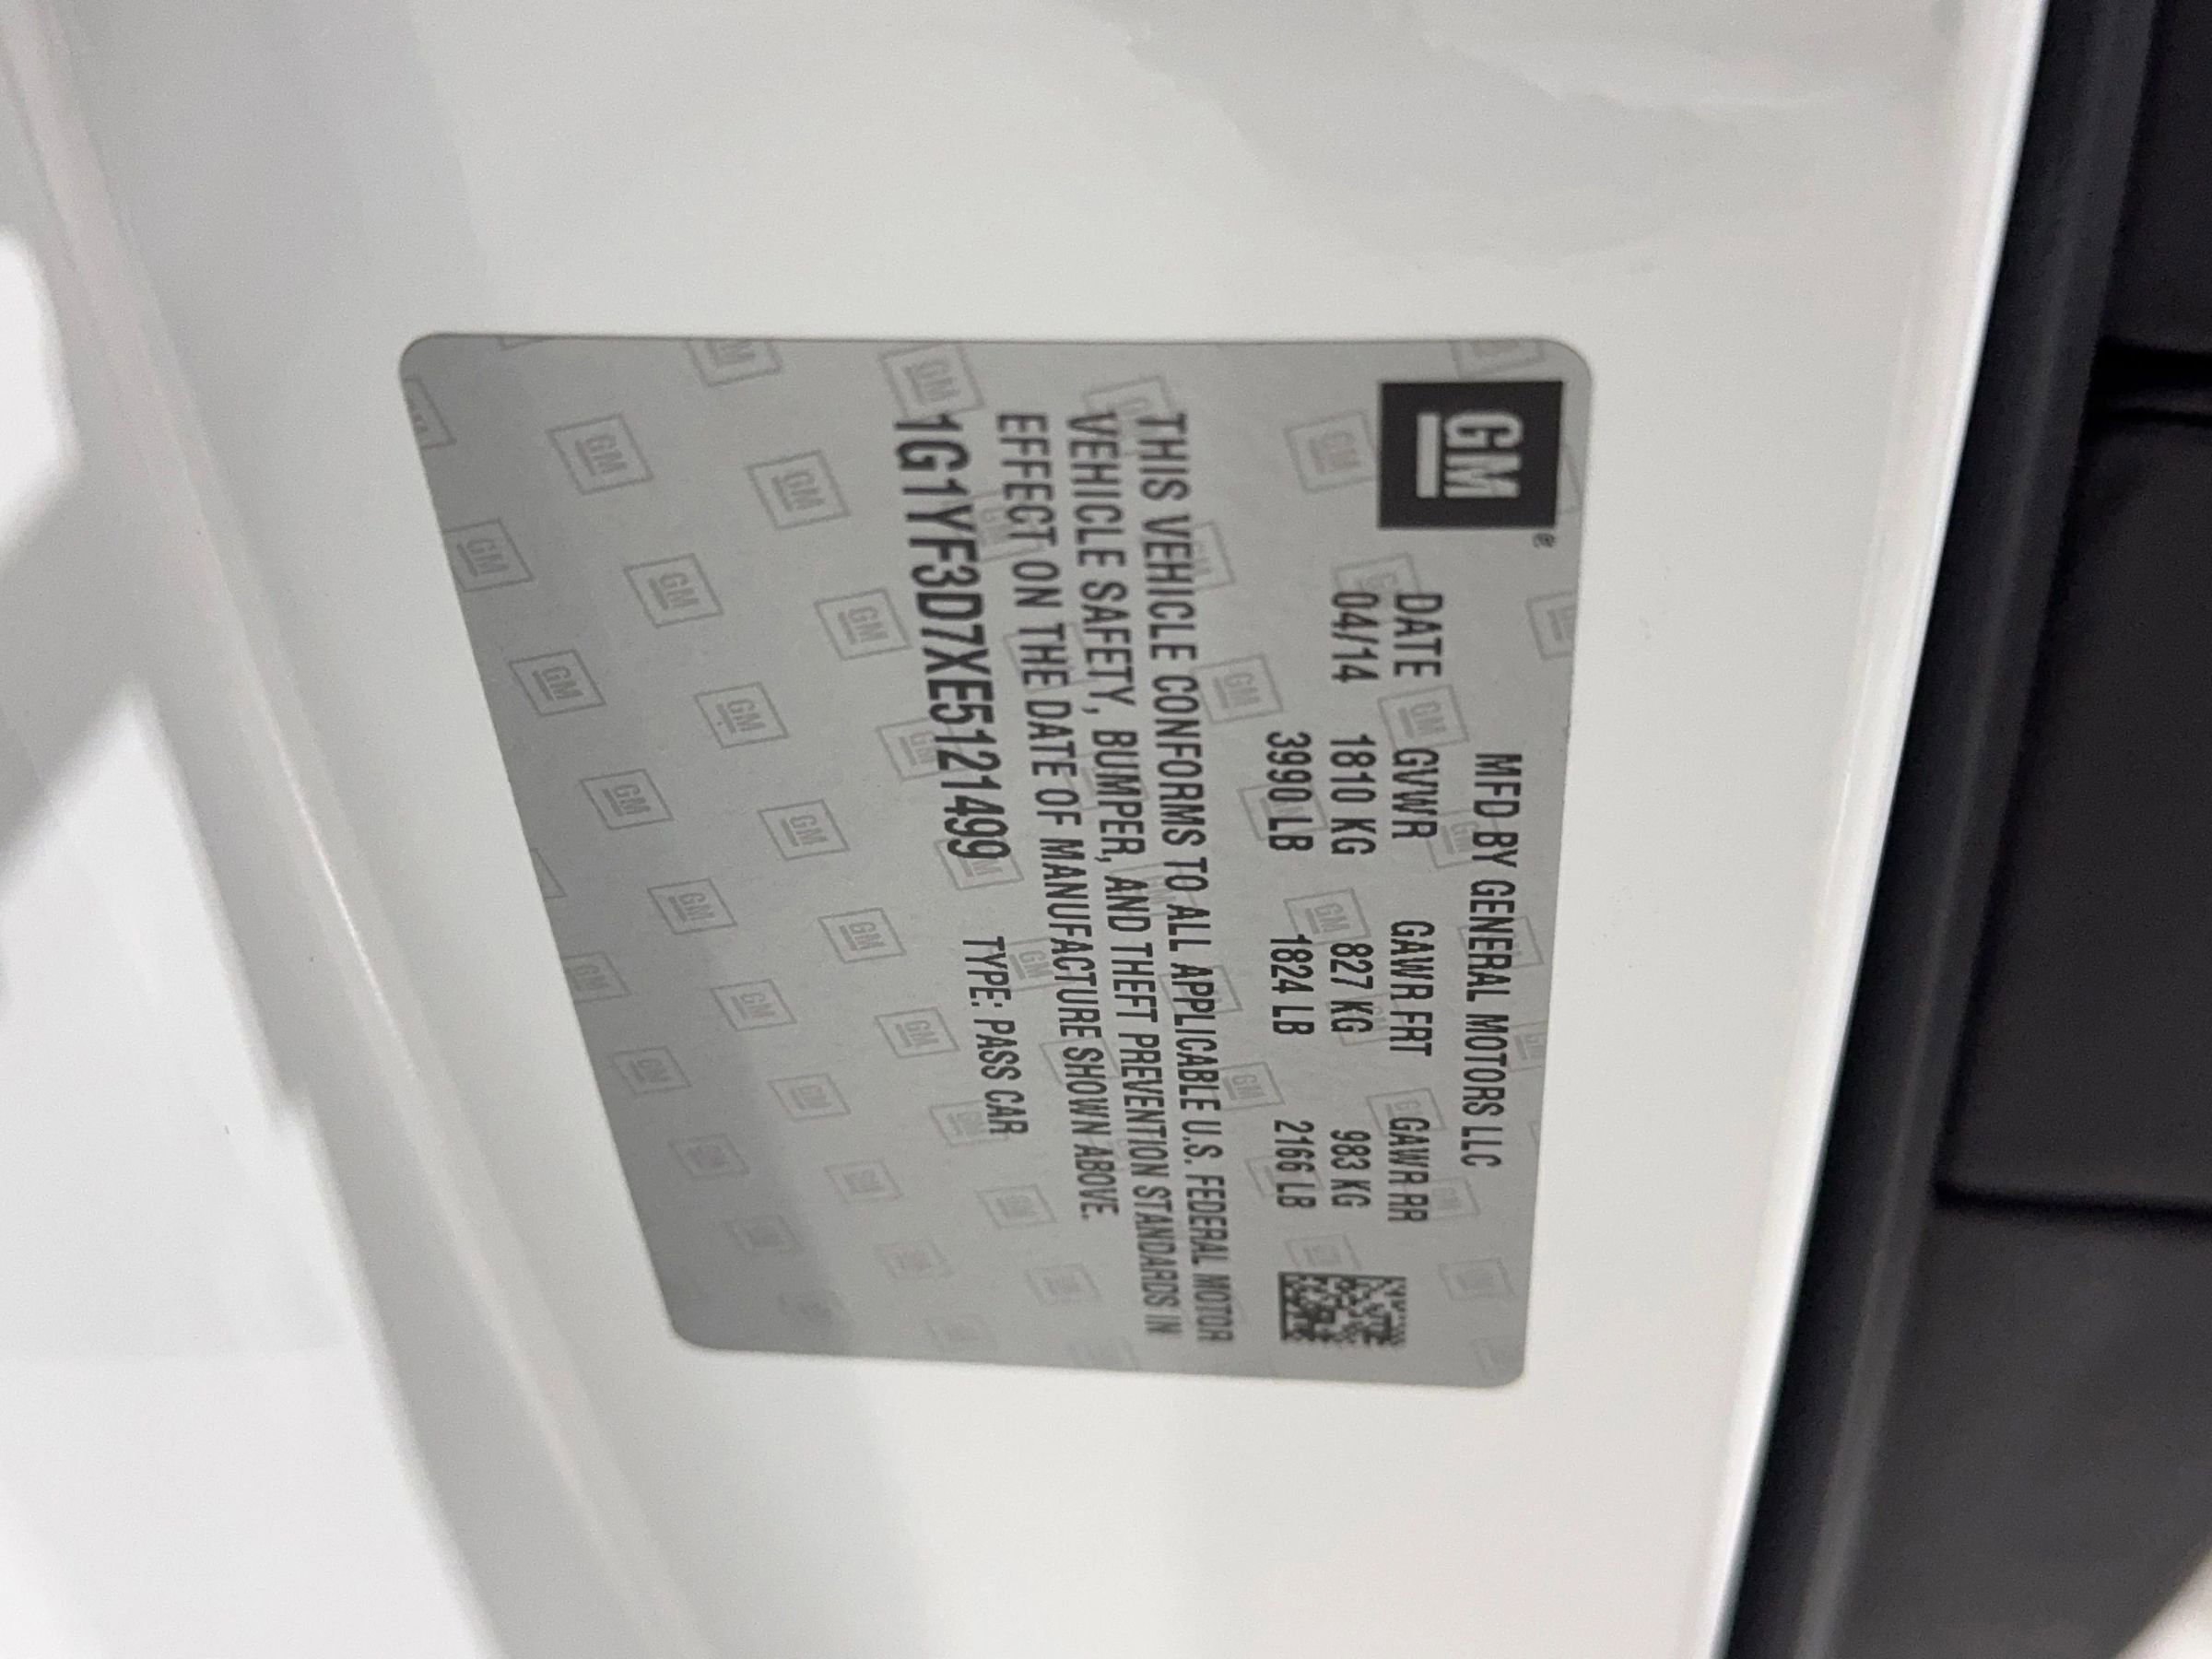 GM
MFD BY GENERAL MOTORS LLC
DATE GVWR GAWR FRT GAWR RR
04/14 1810 KG 827 KG 983 KG
3990 LB 1824 LB 2166 LB
THIS VEHICLE CONFORMS TO ALL APPLICABLE U.S. FEDERAL MOTOR
VEHICLE SAFETY, BUMPER, AND THEFT PREVENTION STANDARDS IN
EFFECT ON THE DATE OF MANUFACTURE SHOWN ABOVE.
1G1YF3D7XE5121499 TYPE: PASS CAR